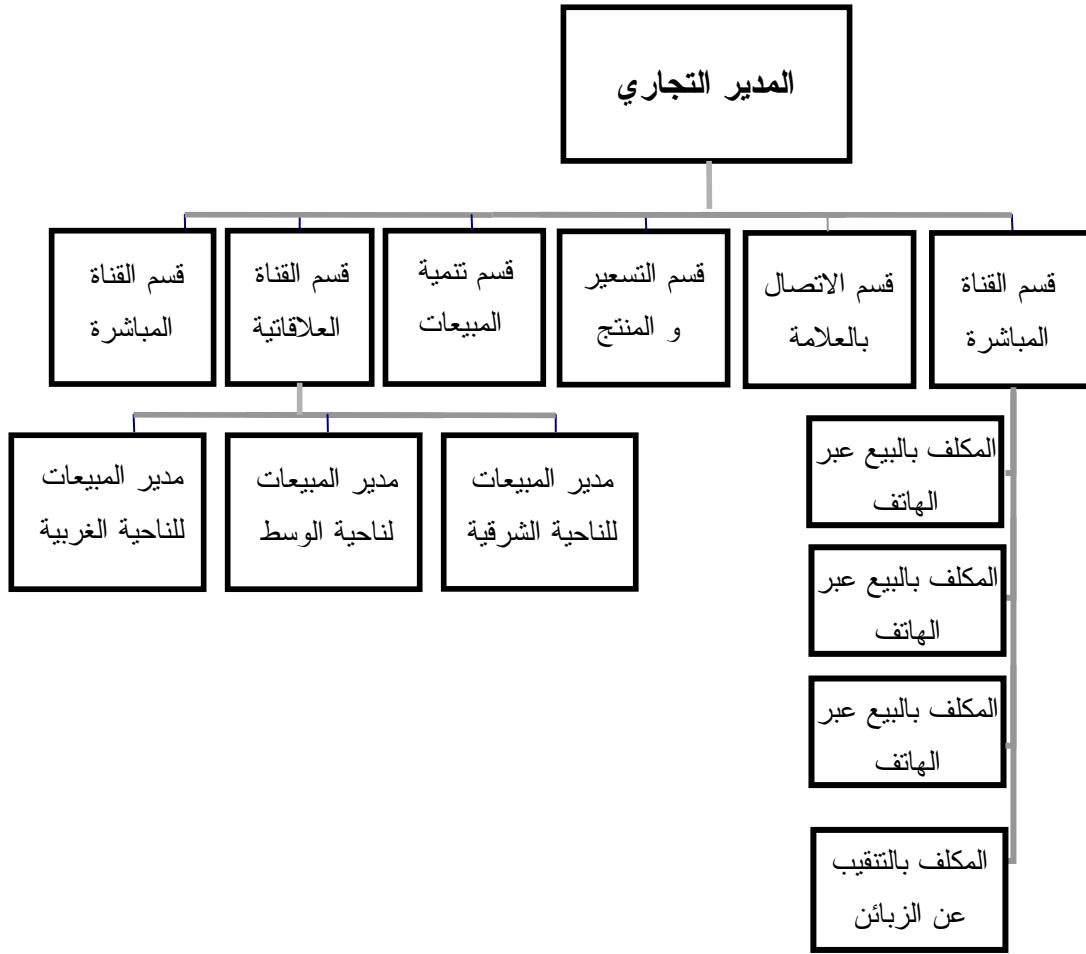 المدير التجاري
قسم القناة
المباشرة
قسم الاتصال
بالعلامة
قسم التسعير
و المنتج
قسم تنمية
المبيعات
قسم القناة
العلاقاتية
قسم القناة
المباشرة
المكلف بالبيع عبر
الهاتف
المكلف بالبيع عبر
الهاتف
المكلف بالبيع عبر
الهاتف
المكلف بالتنقيب
عن الزبائن
مدير المبيعات
للناحية الشرقية
مدير المبيعات
لناحية الوسط
مدير المبيعات
للناحية الغربية